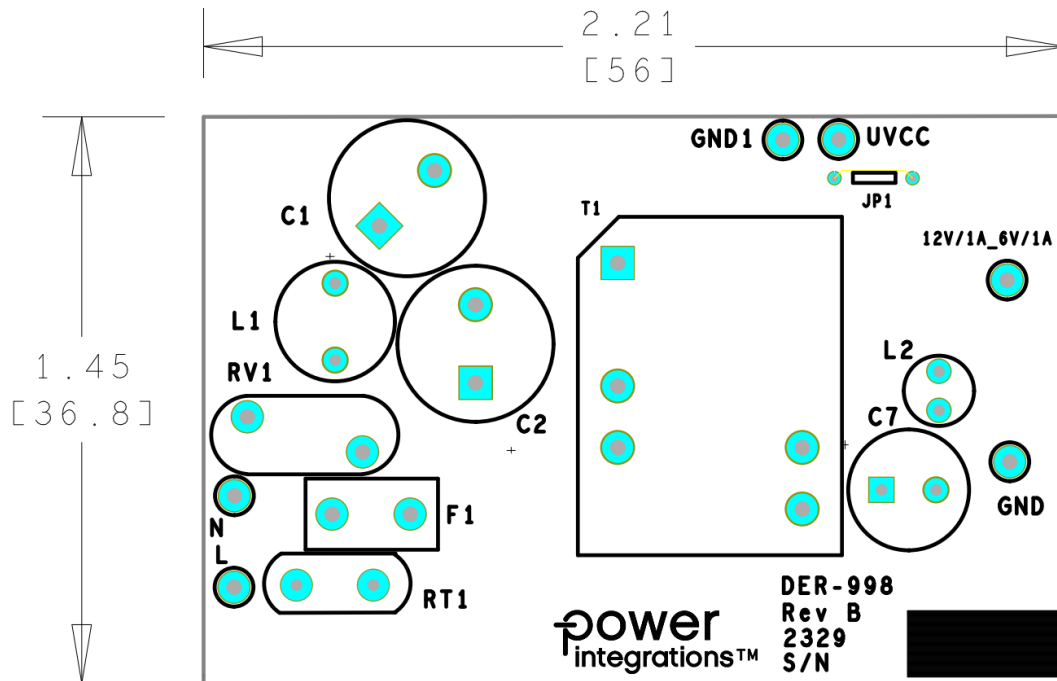 2.21
[56]
GND1
UVCC
JP1
C1
T1
12V/1A_6V/1A
L1
L2
1.45
[36.8]
RV1
C2
C7
N
F1
GND
L
RT1
DER-998
Rev B
2329
S/N
power
integrations™